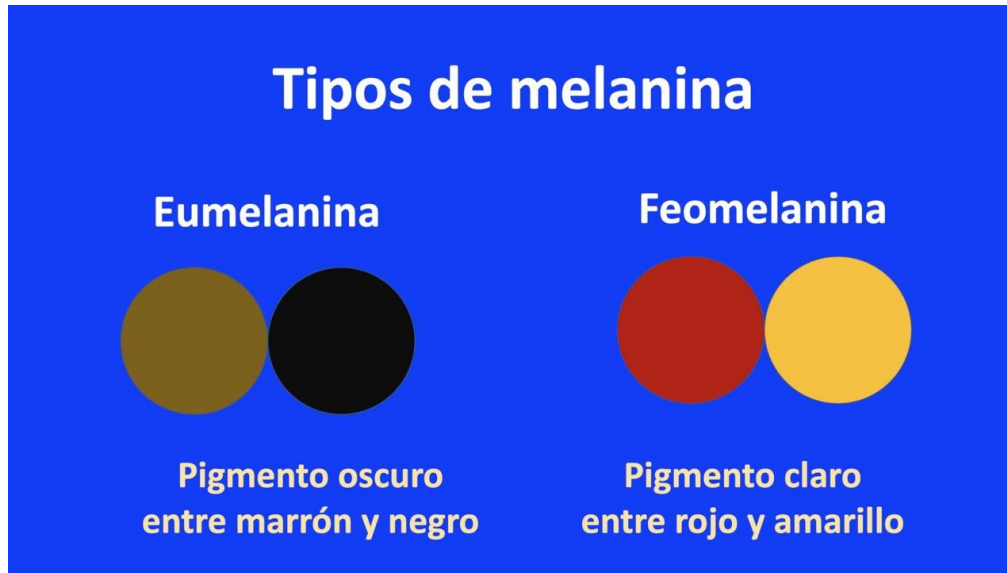 Tipos de melanina
Eumelanina
Pigmento oscuro
entre marrón y negro
Feomelanina
Pigmento claro
entre rojo y amarillo